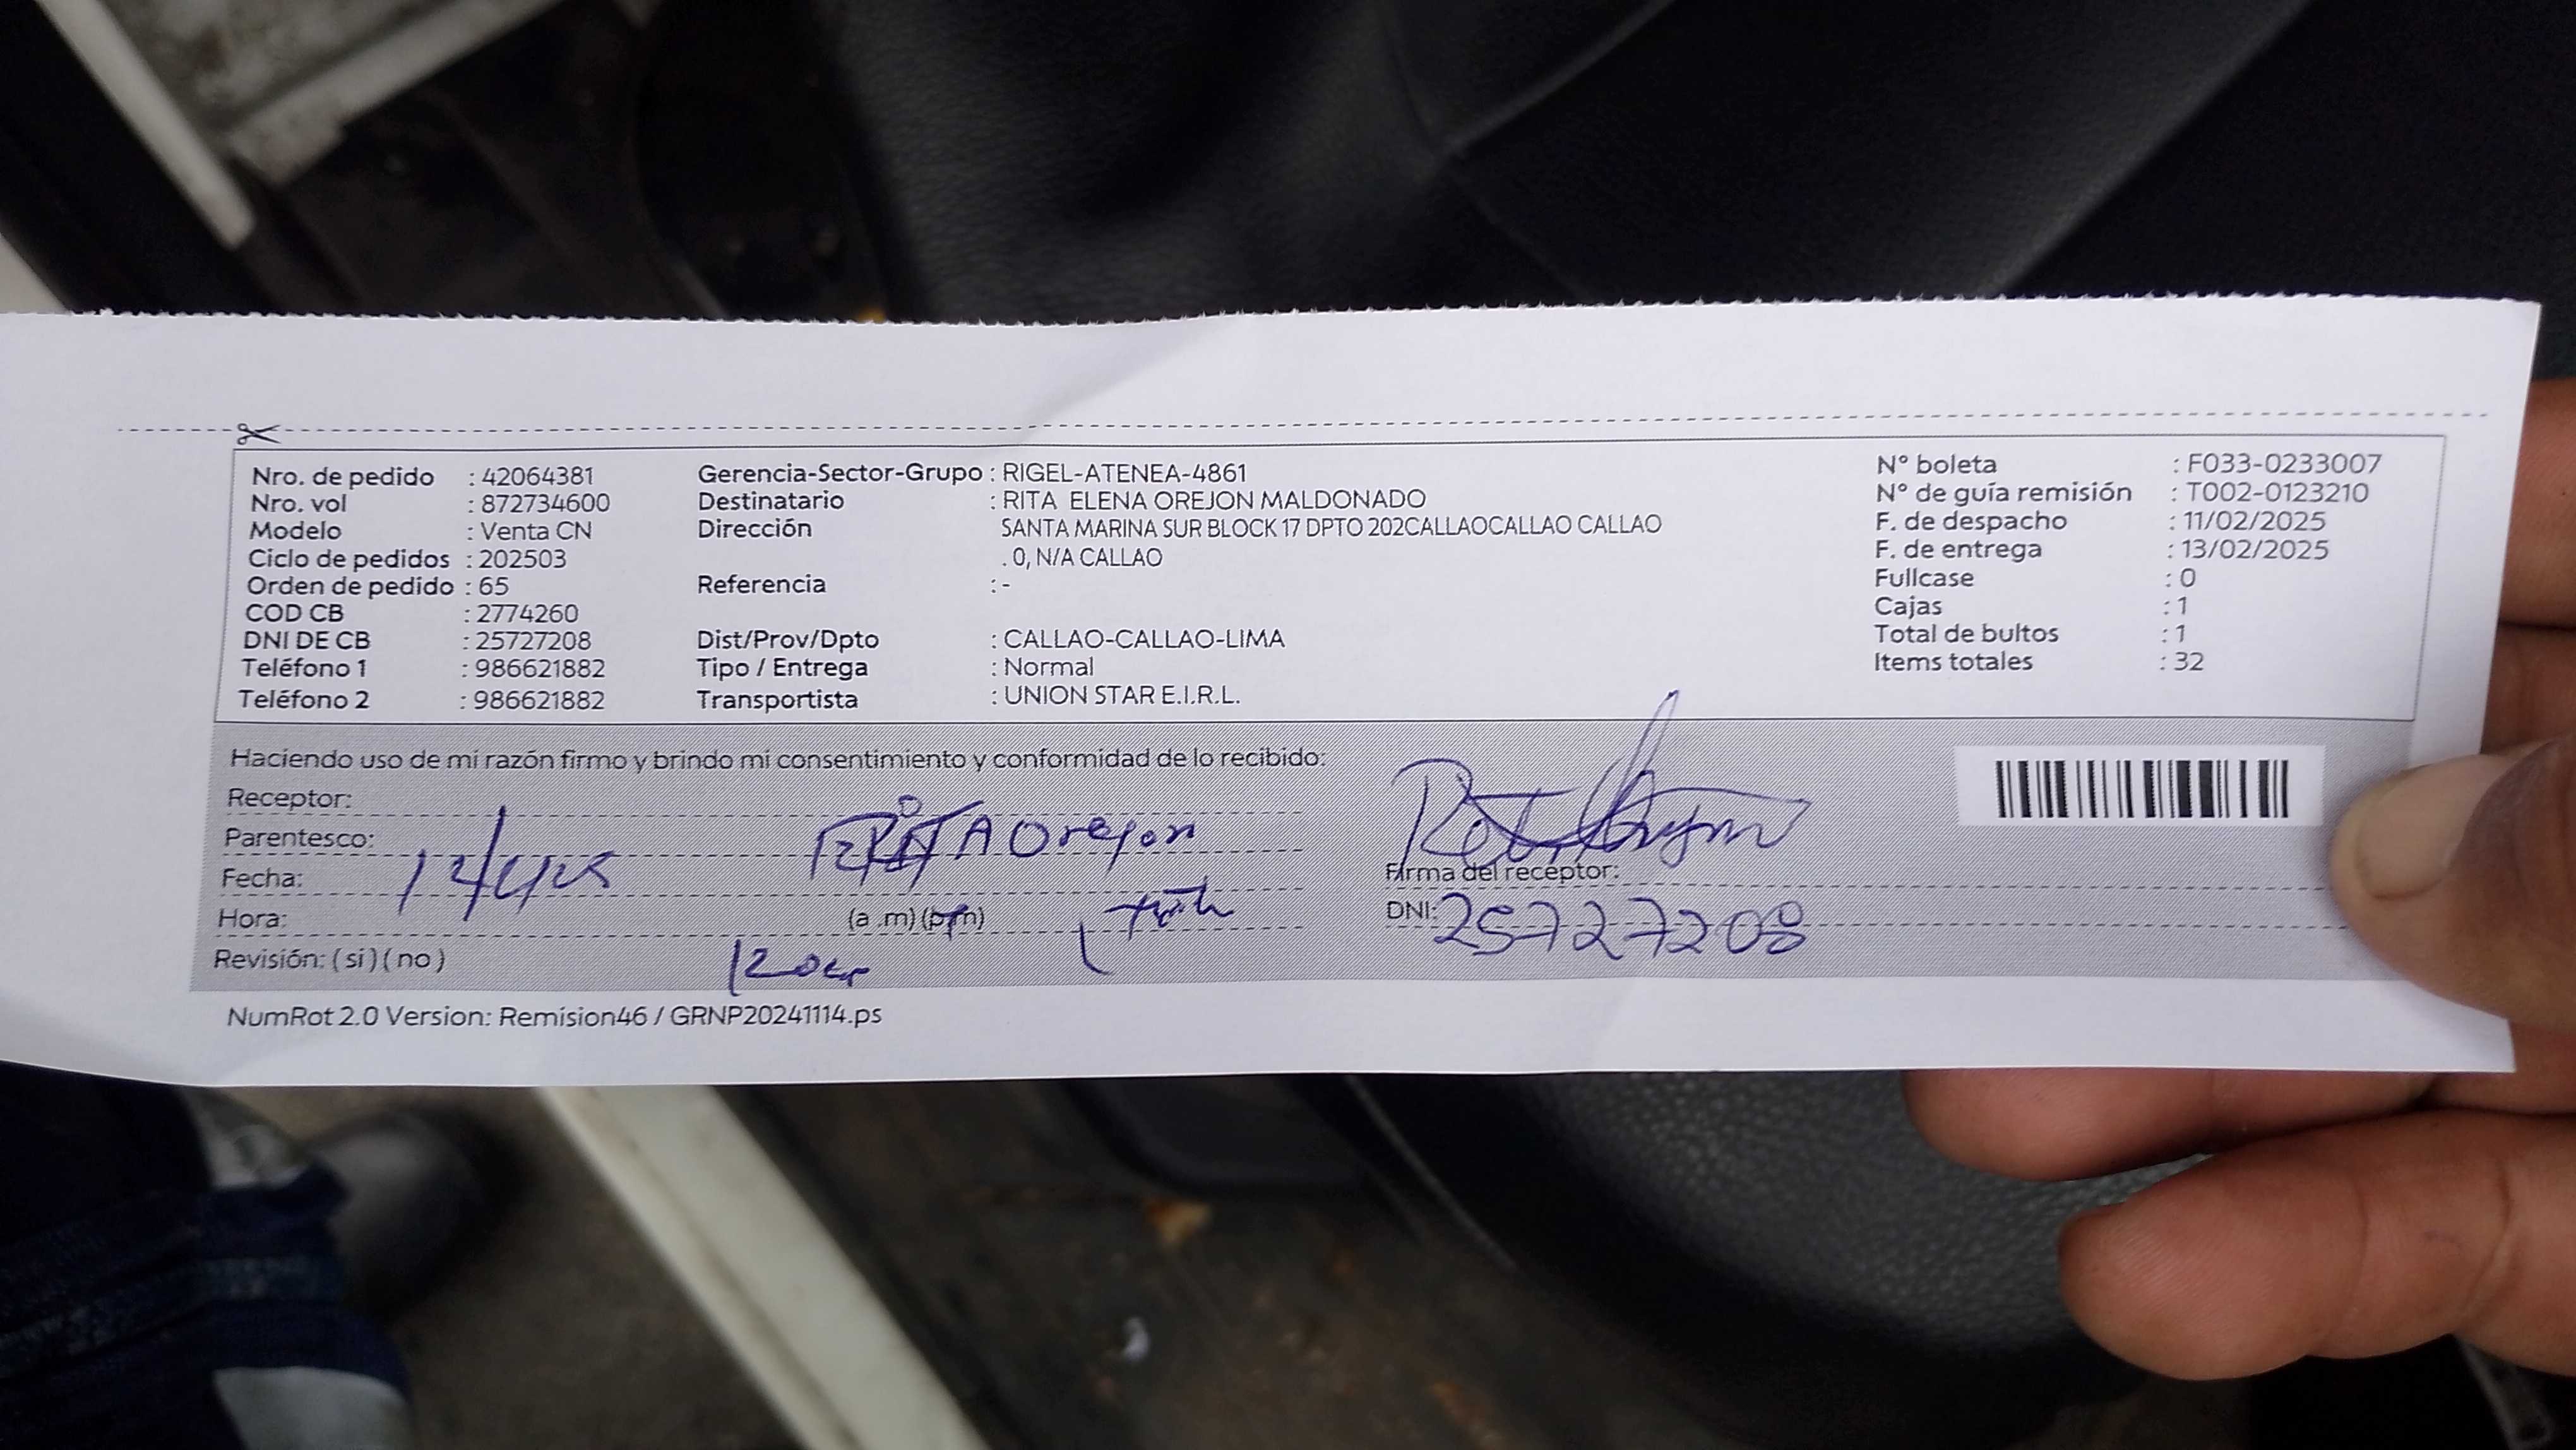 Nro. de pedido : 42064381 Gerencia-Sector-Grupo : RIGEL-ATENEA-4861 N° boleta : F033-0233007
Nro. vol : 872734600 Destinatario : RITA ELENA OREJON MALDONADO N° de guía remisión : T002-0123210
Modelo : Venta CN Dirección SANTA MARINA SUR BLOCK 17 DPTO 202CALLAOCALLAO CALLAO F. de despacho : 11/02/2025
Ciclo de pedidos : 202503 . 0, N/A CALLAO F. de entrega : 13/02/2025
Orden de pedido : 65 Referencia : - Fullcase : 0
COD CB : 2774260 Cajas : 1
DNI DE CB : 25727208 Dist/Prov/Dpto : CALLAO-CALLAO-LIMA Total de bultos : 1
Teléfono 1 : 986621882 Tipo / Entrega : Normal Items totales : 32
Teléfono 2 : 986621882 Transportista : UNION STAR E.I.R.L.
Haciendo uso de mi razón firmo y brindo mi consentimiento y conformidad de lo recibido:
Receptor:
Parentesco: RITA Orejon
Fecha: Firma del receptor:
Hora: (a .m) (p.m) DNI: 25727208
Revisión: ( si ) ( no )
NumRot 2.0 Version: Remision46 / GRNP20241114.ps